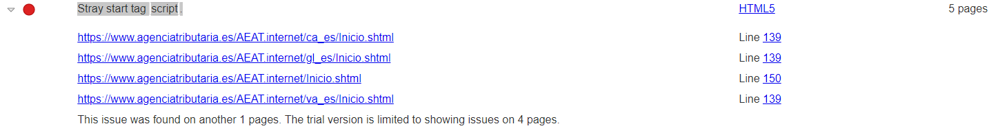 Stray start tag script. HTML5 5 pages
https://www.agenciatributaria.es/AEAT.internet/ca_es/Inicio.shtml Line 139
https://www.agenciatributaria.es/AEAT.internet/gl_es/Inicio.shtml Line 139
https://www.agenciatributaria.es/AEAT.internet/Inicio.shtml Line 150
https://www.agenciatributaria.es/AEAT.internet/va_es/Inicio.shtml Line 139
This issue was found on another 1 pages. The trial version is limited to showing issues on 4 pages.